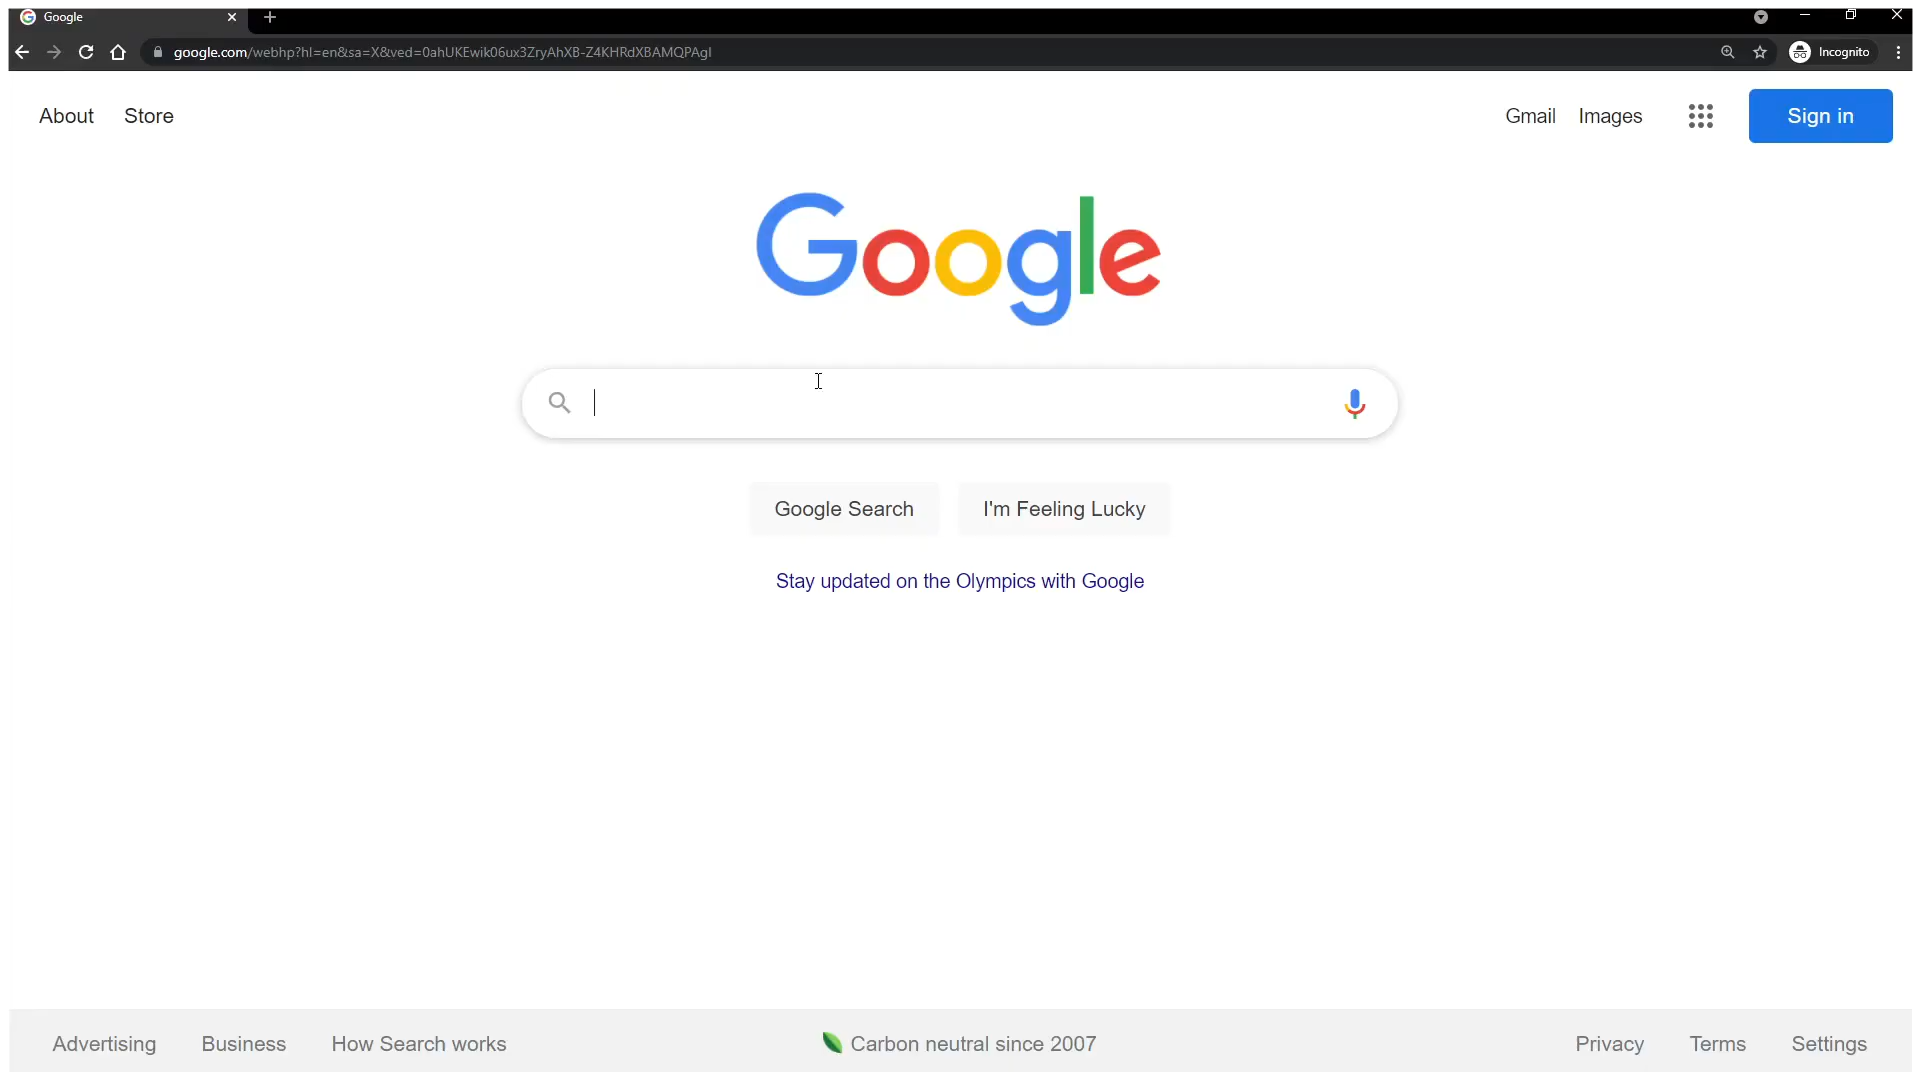 Google
google.com/webhp?hl=en&sa=X&ved=0ahUKEwik06ux3ZryAhXB-Z4KHRdXBAMQPAgI
Incognito
About Store
Gmail Images
Sign in
Google
Google Search
I'm Feeling Lucky
Stay updated on the Olympics with Google
Advertising Business How Search works
Carbon neutral since 2007
Privacy Terms Settings